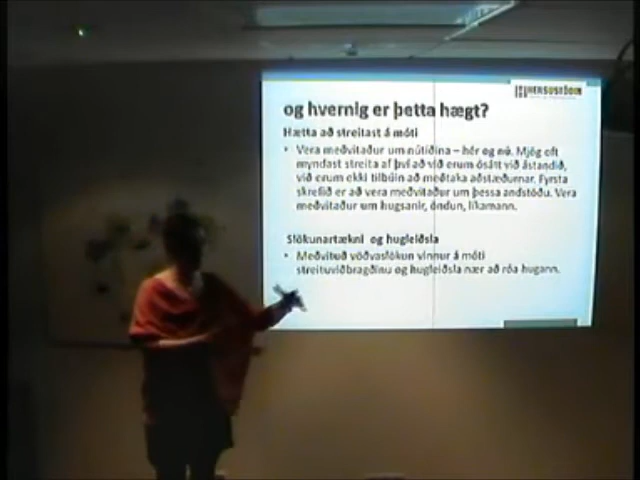 HEILSUSTÖÐIN
og hvernig er þetta hægt?
Hætta að streitast á móti
• Vera meðvitaður um nútíðina – hér og nú. Mjög oft
myndast streita af því að við erum ósátt við ástandið,
við erum ekki tilbúin að meðtaka aðstæðurnar. Fyrsta
skrefið er að vera meðvitaður um þessa andstöðu. Vera
meðvitaður um hugsanir, öndun, líkamann.
Slökunartækni og hugleiðsla
• Meðvituð vöðvaslökun vinnur á móti
streituviðbragðinu og hugleiðsla nær að róa hugann.